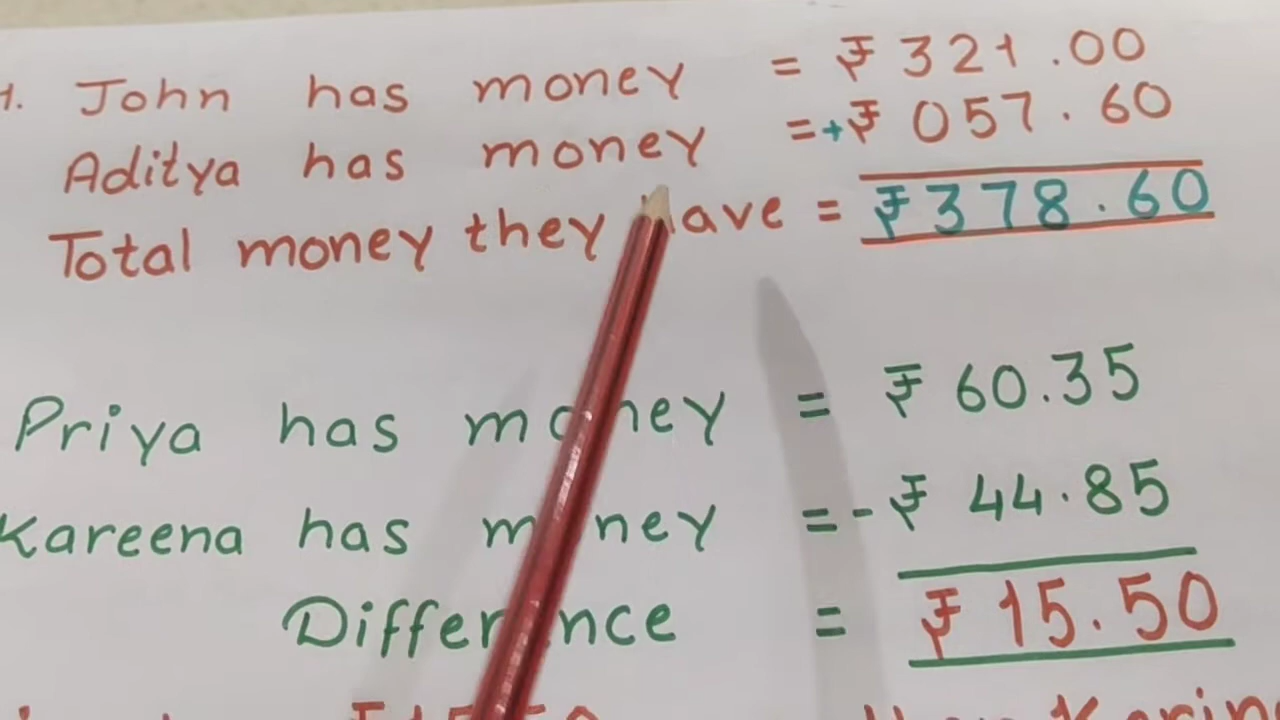 1. John has money = ₹ 321.00
Aditya has money =+₹ 057.60
Total money they have = ₹378.60
Priya has money = ₹ 60.35
Kareena has money =-₹ 44.85
Difference = ₹ 15.50